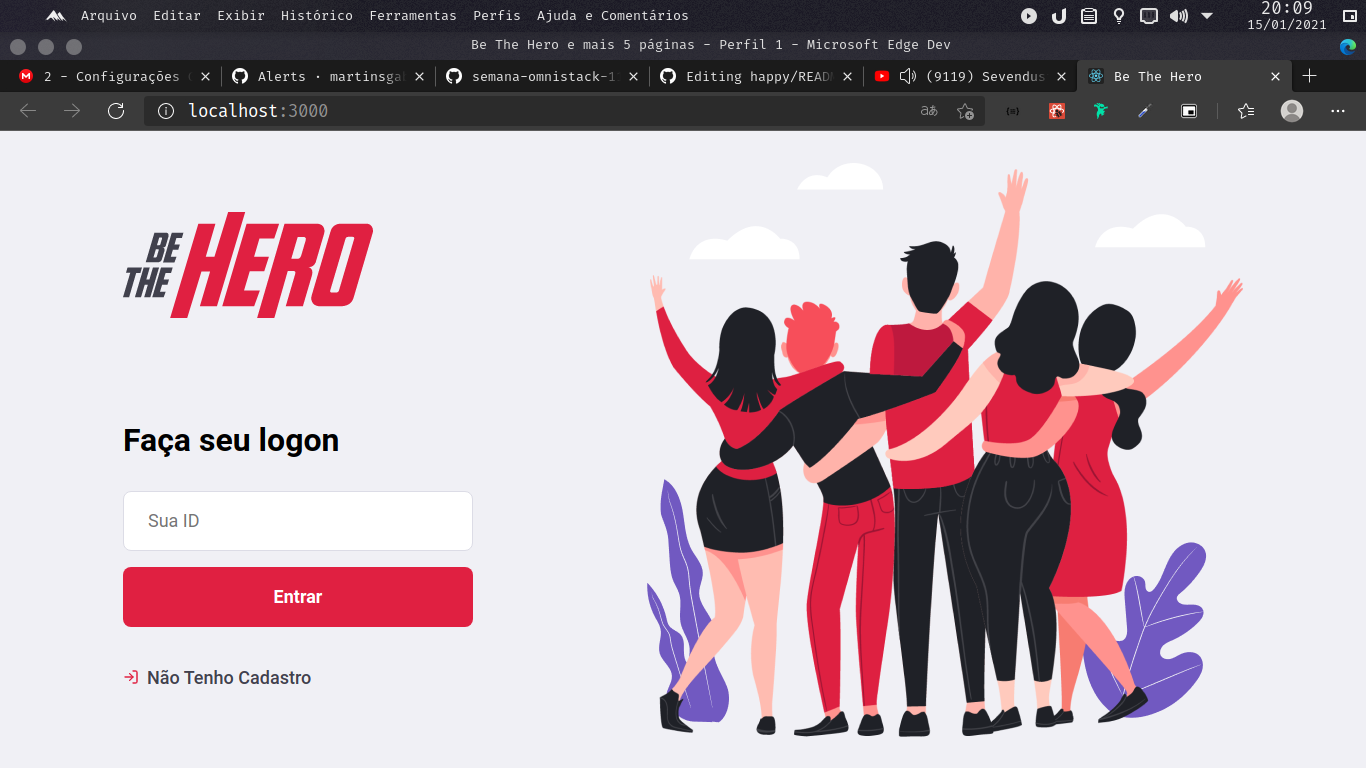 Arquivo Editar Exibir Histórico Ferramentas Perfis Ajuda e Comentários
20:09
15/01/2021
Be The Hero e mais 5 páginas - Perfil 1 - Microsoft Edge Dev
2 - Configurações
Alerts · martinsga
semana-omnistack-1
Editing happy/READ
(9119) Sevendus
Be The Hero
localhost:3000
BE
THE
HERO
Faça seu logon
Sua ID
Entrar
Não Tenho Cadastro